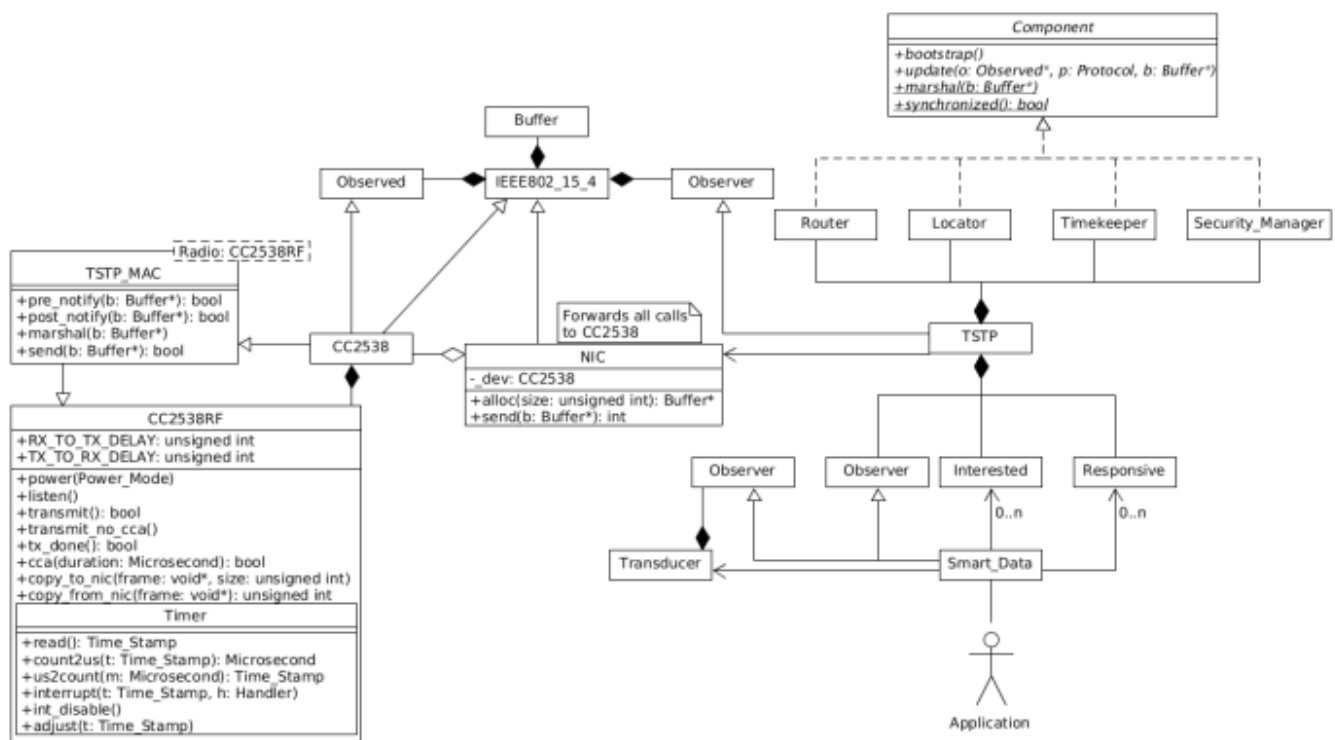 Component
+bootstrap()
+update(o: Observed*, p: Protocol, b: Buffer*)
+marshal(b: Buffer*)
+synchronized(): bool
Buffer
Observed
IEEE802_15_4
Observer
Router
Locator
Timekeeper
Security_Manager
Radio: CC2538RF
TSTP_MAC
+pre_notify(b: Buffer*): bool
+post_notify(b: Buffer*): bool
+marshal(b: Buffer*)
+send(b: Buffer*): bool
CC2538
Forwards all calls
to CC2538
NIC
-_dev: CC2538
+alloc(size: unsigned int): Buffer*
+send(b: Buffer*): int
TSTP
CC2538RF
+RX_TO_TX_DELAY: unsigned int
+TX_TO_RX_DELAY: unsigned int
+power(Power_Mode)
+listen()
+transmit(): bool
+transmit_no_cca()
+tx_done(): bool
+cca(duration: Microsecond): bool
+copy_to_nic(frame: void*, size: unsigned int)
+copy_from_nic(frame: void*): unsigned int
Timer
+read(): Time_Stamp
+count2us(t: Time_Stamp): Microsecond
+us2count(m: Microsecond): Time_Stamp
+interrupt(t: Time_Stamp, h: Handler)
+int_disable()
+adjust(t: Time_Stamp)
Observer
Observer
Interested
Responsive
0..n
0..n
Transducer
Smart_Data
Application